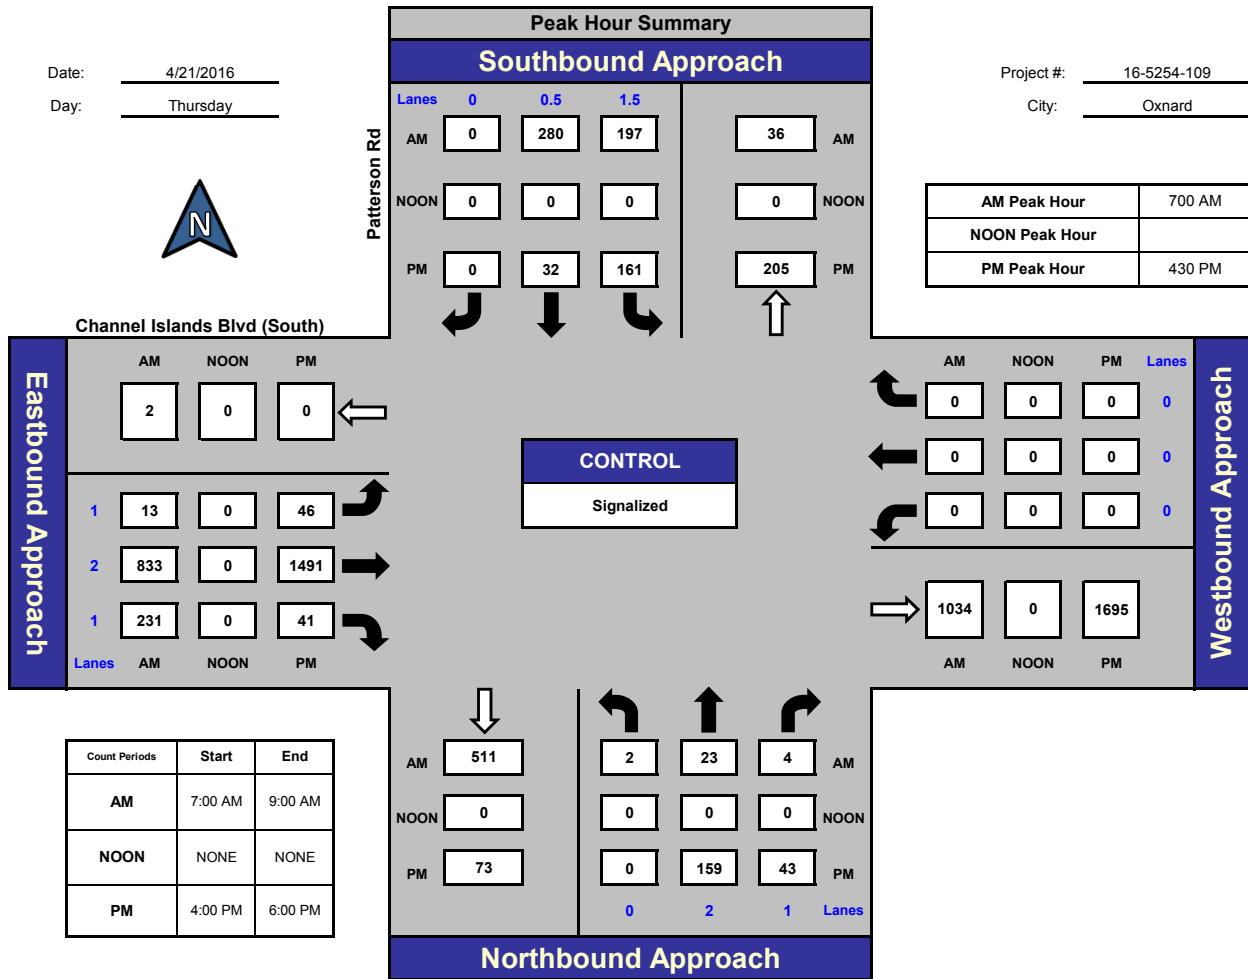 Peak Hour Summary
Southbound Approach
Date: 4/21/2016
Day: Thursday
Project #: 16-5254-109
City: Oxnard
N
Patterson Rd
Lanes 0 0.5 1.5
AM 0 280 197 36 AM
NOON 0 0 0 0 NOON
PM 0 32 161 205 PM
AM Peak Hour 700 AM
NOON Peak Hour
PM Peak Hour 430 PM
Channel Islands Blvd (South)
Eastbound Approach
AM NOON PM
2 0 0
1 13 0 46
2 833 0 1491
1 231 0 41
Lanes AM NOON PM
CONTROL
Signalized
Westbound Approach
AM NOON PM Lanes
0 0 0 0
0 0 0 0
0 0 0 0
1034 0 1695
AM NOON PM
Count Periods Start End
AM 7:00 AM 9:00 AM
NOON NONE NONE
PM 4:00 PM 6:00 PM
AM 511 2 23 4 AM
NOON 0 0 0 0 NOON
PM 73 0 159 43 PM
0 2 1 Lanes
Northbound Approach